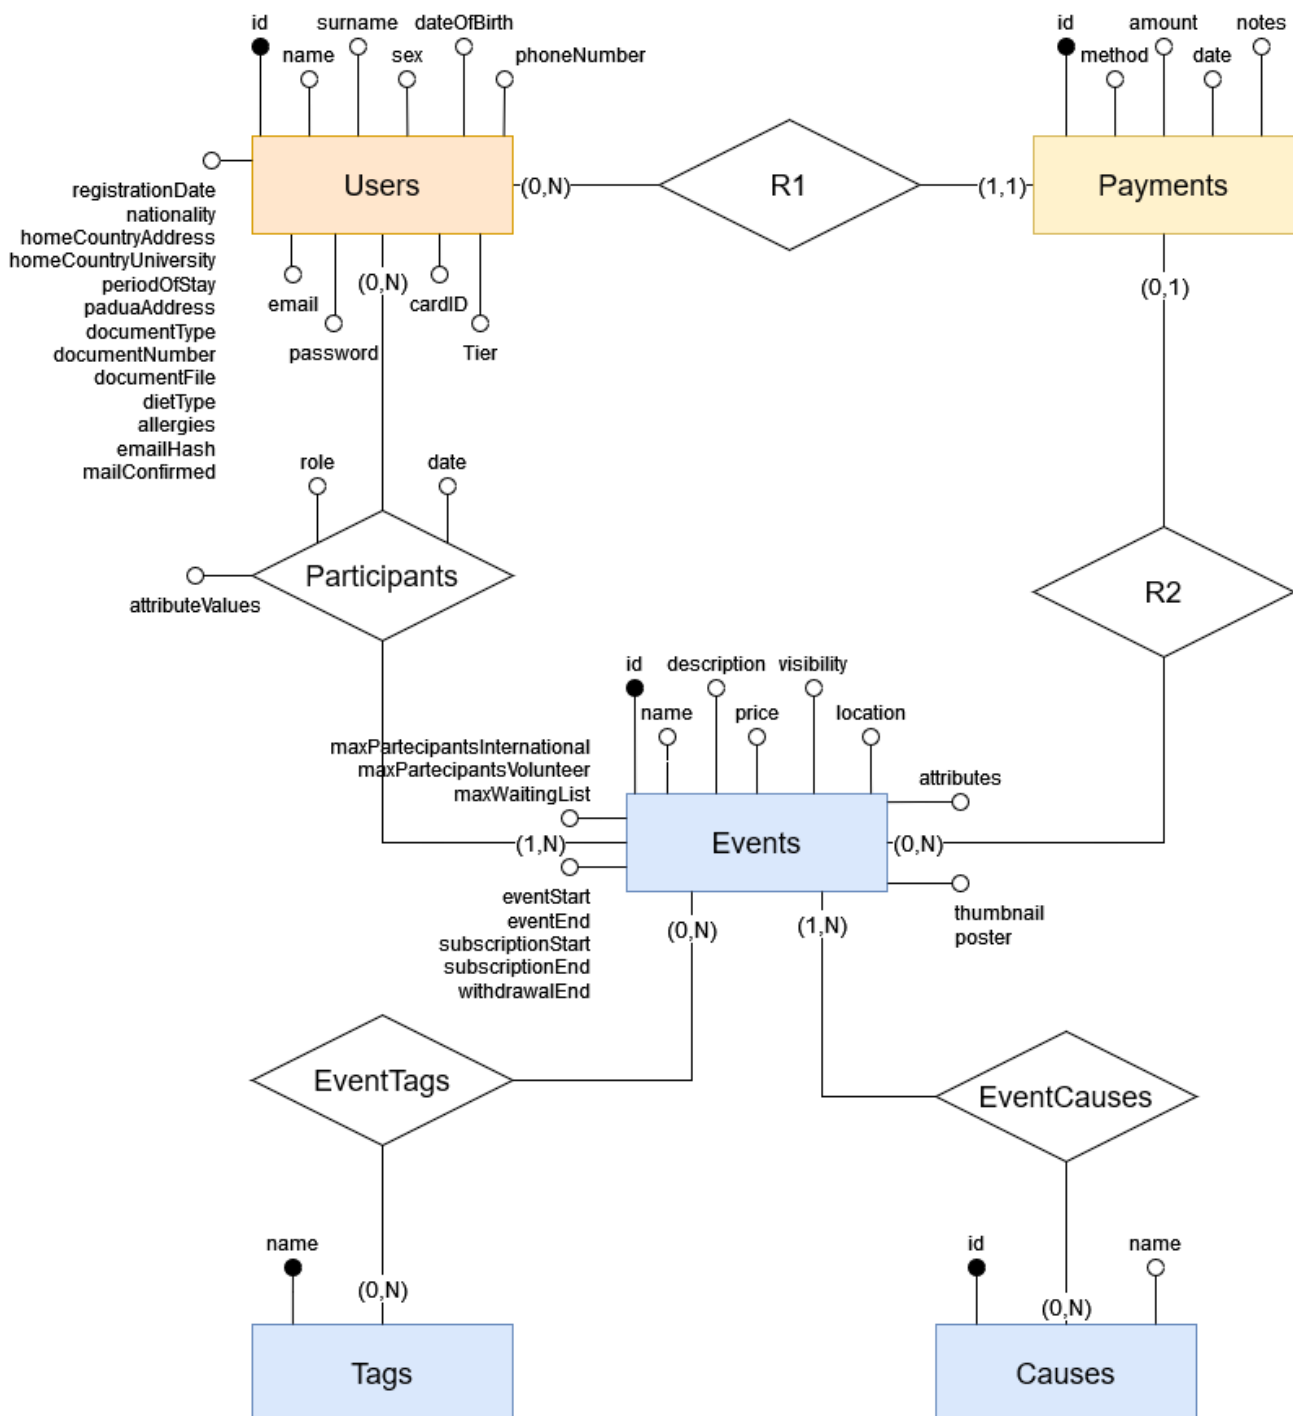 id
surname
dateOfBirth
name
sex
phoneNumber
id
amount
notes
method
date
Users
(0,N)
R1
(1,1)
Payments
registrationDate
nationality
homeCountryAddress
homeCountryUniversity
periodOfStay
paduaAddress
documentType
documentNumber
documentFile
dietType
allergies
emailHash
mailConfirmed
email
(0,N)
cardID
password
Tier
(0,1)
role
date
Participants
attributeValues
R2
id
description
visibility
name
price
location
maxPartecipantsInternational
maxPartecipantsVolunteer
maxWaitingList
attributes
(1,N)
Events
(0,N)
eventStart
eventEnd
subscriptionStart
subscriptionEnd
withdrawalEnd
(0,N)
(1,N)
thumbnail
poster
EventTags
EventCauses
name
(0,N)
Tags
id
name
(0,N)
Causes